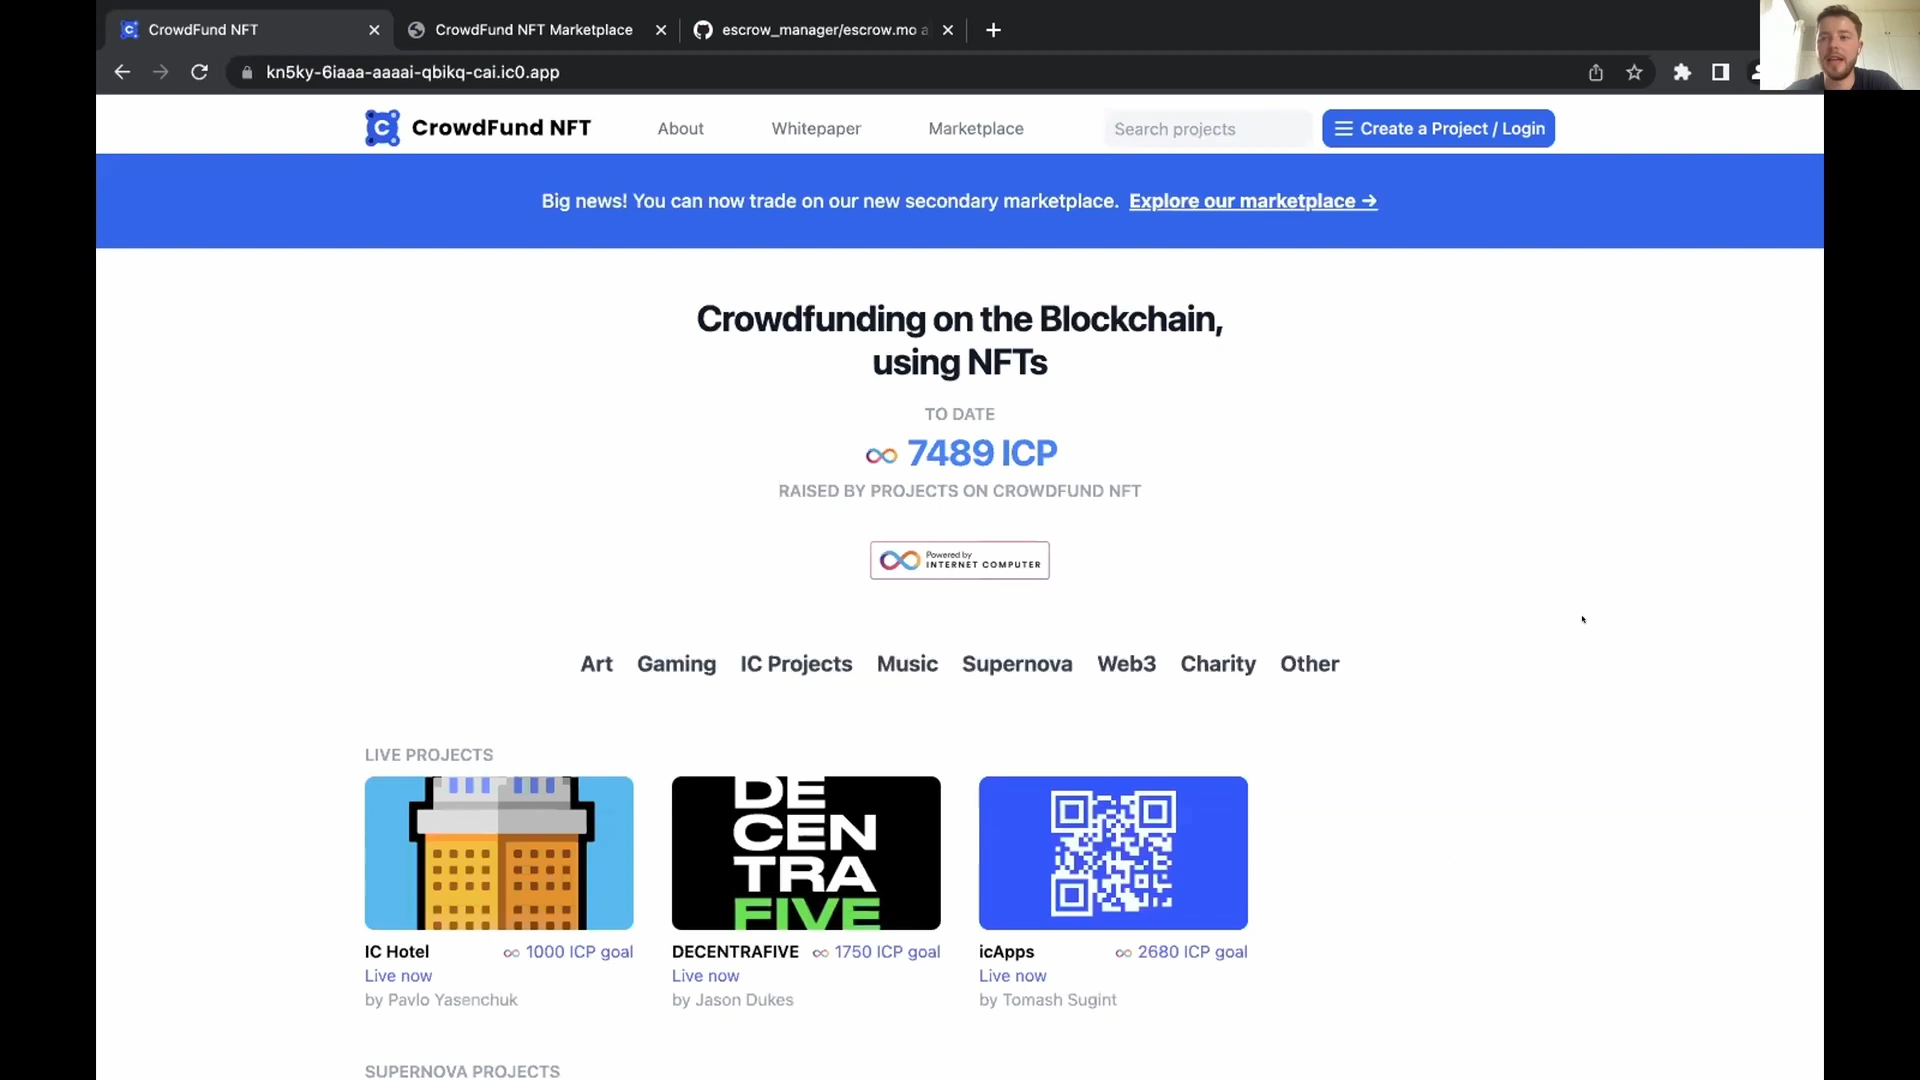 CrowdFund NFT
CrowdFund NFT Marketplace
escrow_manager/escrow.mo a
kn5ky-6iaaa-aaaai-qbikq-cai.ic0.app
C CrowdFund NFT
About
Whitepaper
Marketplace
Search projects
Create a Project / Login
Big news! You can now trade on our new secondary marketplace. Explore our marketplace →
Crowdfunding on the Blockchain,
using NFTs
TO DATE
7489 ICP
RAISED BY PROJECTS ON CROWDFUND NFT
Powered by
INTERNET COMPUTER
Art Gaming IC Projects Music Supernova Web3 Charity Other
LIVE PROJECTS
DE
CEN
TRA
FIVE
IC Hotel 1000 ICP goal
Live now
by Pavlo Yasenchuk
DECENTRAFIVE 1750 ICP goal
Live now
by Jason Dukes
icApps 2680 ICP goal
Live now
by Tomash Sugint
SUPERNOVA PROJECTS